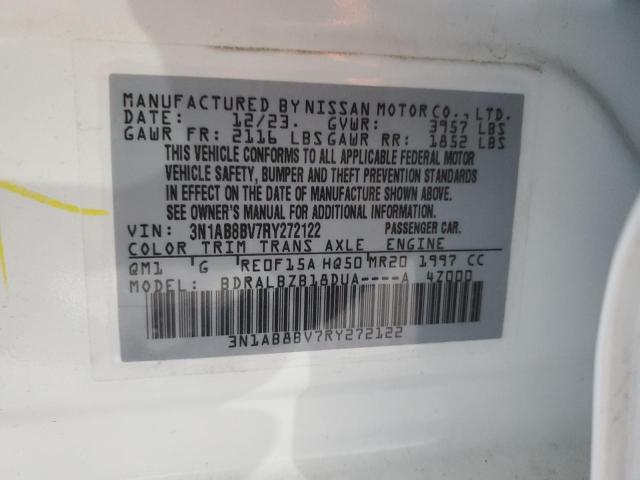 MANUFACTURED BY NISSAN MOTOR CO., LTD.
DATE: 12/23. GVWR: 3957 LBS
GAWR FR: 2116 LBS GAWR RR: 1852 LBS
THIS VEHICLE CONFORMS TO ALL APPLICABLE FEDERAL MOTOR
VEHICLE SAFETY, BUMPER AND THEFT PREVENTION STANDARDS
IN EFFECT ON THE DATE OF MANUFACTURE SHOWN ABOVE.
SEE OWNER'S MANUAL FOR ADDITIONAL INFORMATION.
VIN: 3N1AB8BV7RY272122 PASSENGER CAR.
COLOR TRIM TRANS AXLE ENGINE
QM1 G RE0F15A HQ50 MR20 1997 CC
MODEL: BDRALBZB18DUA----A 4Z000
3N1AB8BV7RY272122